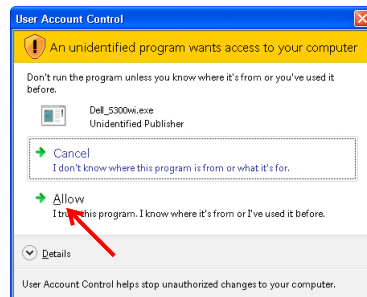 User Account Control
An unidentified program wants access to your computer
Don't run the program unless you know where it's from or you've used it
before.
Dell_S300wi.exe
Unidentified Publisher
Cancel
I don't know where this program is from or what it's for.
Allow
I trust this program. I know where it's from or I've used it before.
Details
User Account Control helps stop unauthorized changes to your computer.